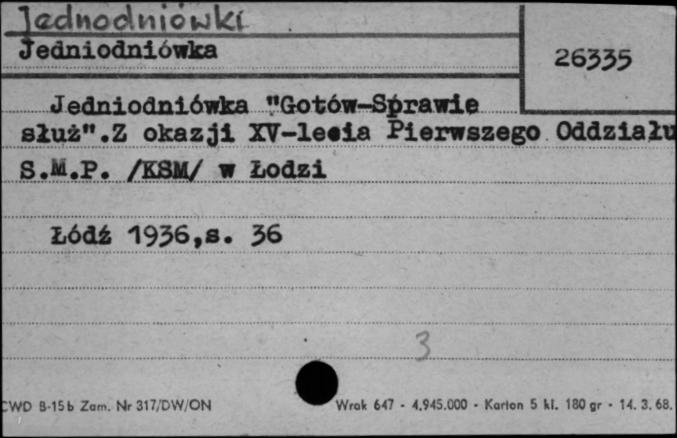 Jednodniówki
Jedniodniówka
26335
Jedniodniówka "Gotów-Sprawie
służ".Z okazji XV-lecia Pierwszego Oddziału
S.M.P. /KSM/ w Łodzi
Łódź 1936,s. 36
3
CWD B-15b Zam. Nr 317/DW/ON
Wrak 647 - 4.945.000 - Karton 5 kl. 180 gr - 14. 3. 68.